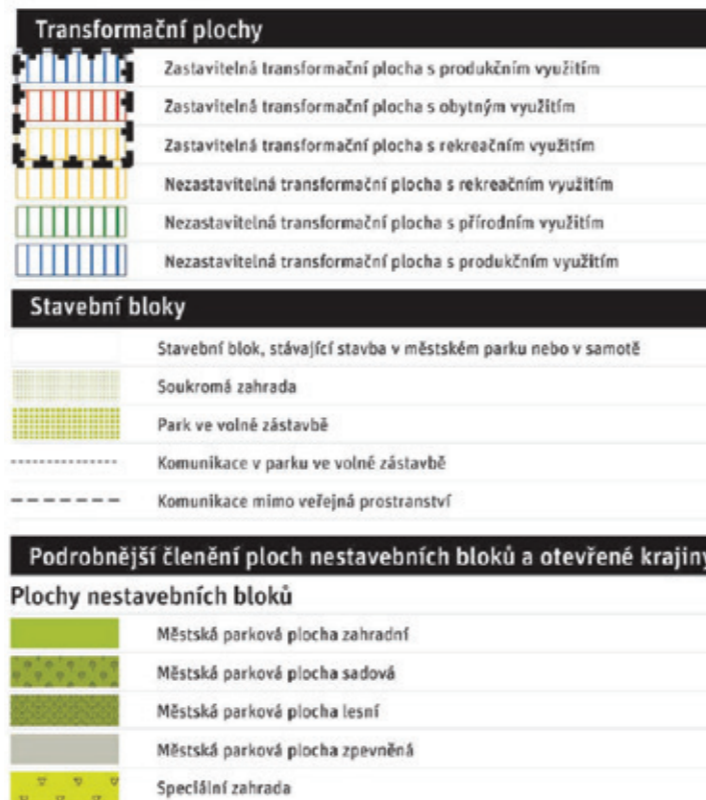 Transformační plochy
Zastavitelná transformační plocha s produkčním využitím
Zastavitelná transformační plocha s obytným využitím
Zastavitelná transformační plocha s rekreačním využitím
Nezastavitelná transformační plocha s rekreačním využitím
Nezastavitelná transformační plocha s přírodním využitím
Nezastavitelná transformační plocha s produkčním využitím
Stavební bloky
Stavební blok, stávající stavba v městském parku nebo v samotě
Soukromá zahrada
Park ve volné zástavbě
Komunikace v parku ve volné zástavbě
Komunikace mimo veřejná prostranství
Podrobnější členění ploch nestavebních bloků a otevřené krajiny
Plochy nestavebních bloků
Městská parková plocha zahradní
Městská parková plocha sadová
Městská parková plocha lesní
Městská parková plocha zpevněná
Speciální zahrada